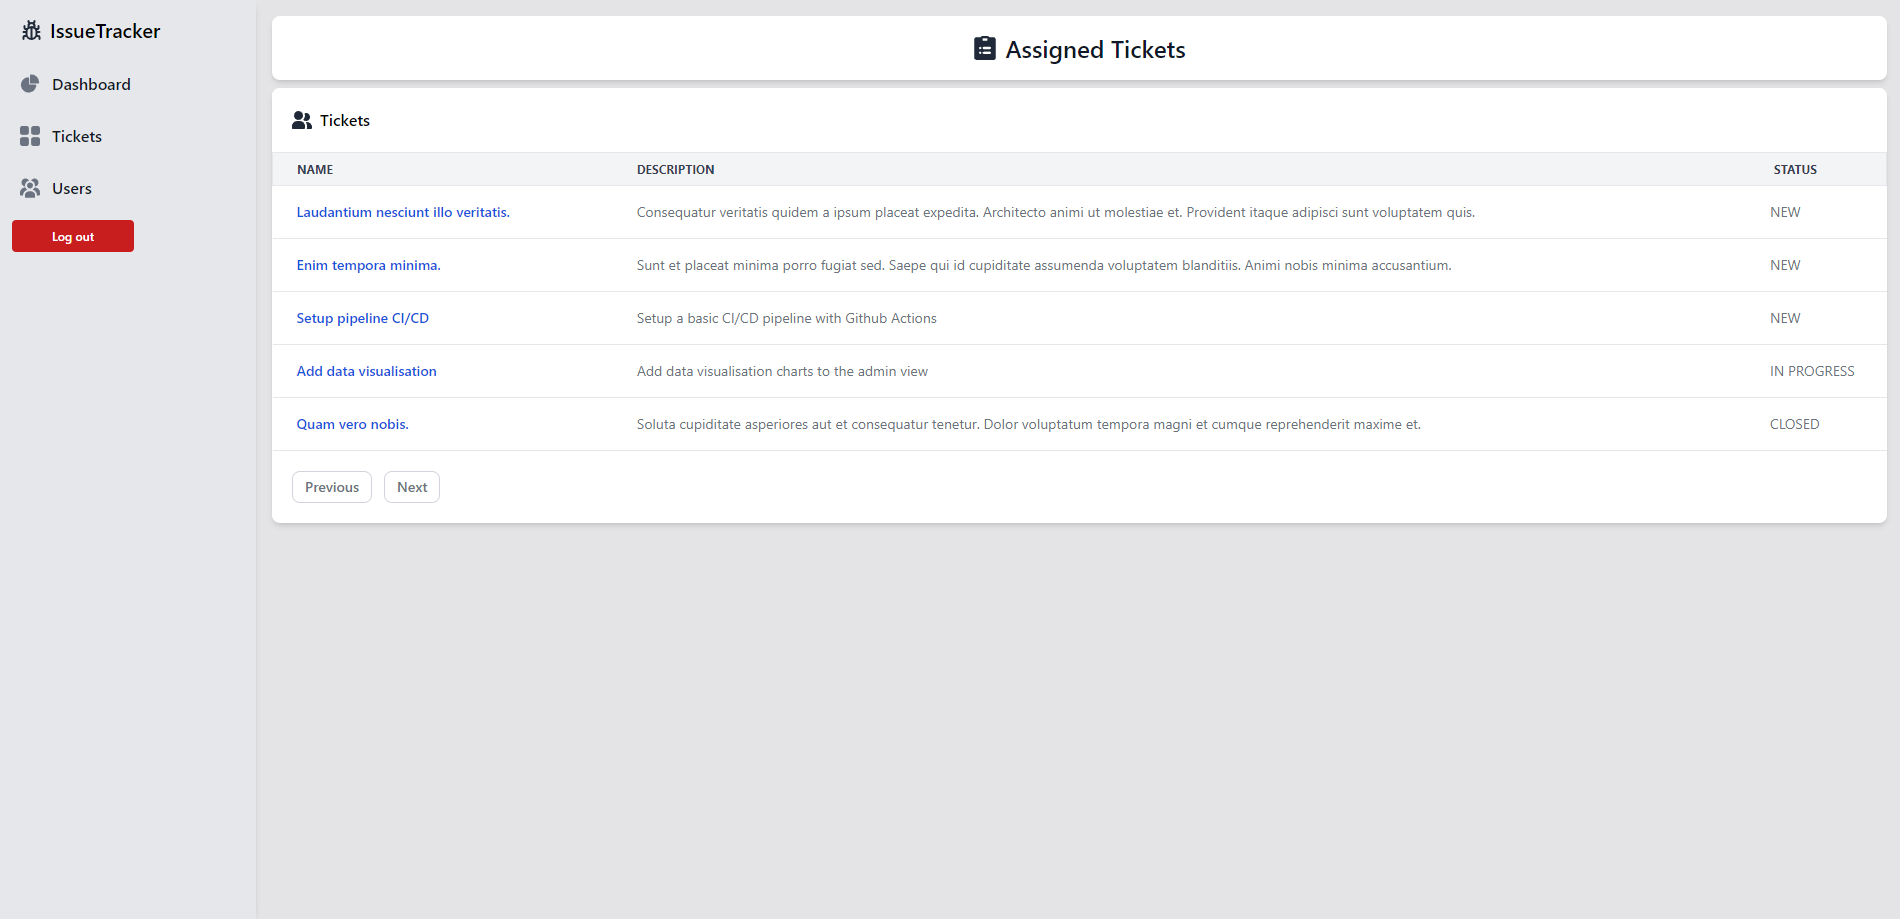 IssueTracker
Dashboard
Tickets
Users
Log out
Assigned Tickets
Tickets
NAME DESCRIPTION STATUS
Laudantium nesciunt illo veritatis. Consequatur veritatis quidem a ipsum placeat expedita. Architecto animi ut molestiae et. Provident itaque adipisci sunt voluptatem quis. NEW
Enim tempora minima. Sunt et placeat minima porro fugiat sed. Saepe qui id cupiditate assumenda voluptatem blanditiis. Animi nobis minima accusantium. NEW
Setup pipeline CI/CD Setup a basic CI/CD pipeline with Github Actions NEW
Add data visualisation Add data visualisation charts to the admin view IN PROGRESS
Quam vero nobis. Soluta cupiditate asperiores aut et consequatur tenetur. Dolor voluptatum tempora magni et cumque reprehenderit maxime et. CLOSED
Previous Next